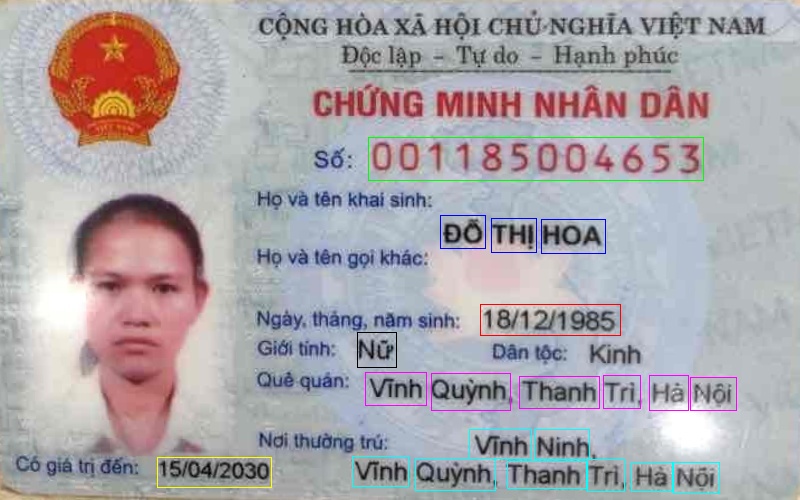 CỘNG HÒA XÃ HỘI CHỦ NGHĨA VIỆT NAM
Độc lập – Tự do – Hạnh phúc
CHỨNG MINH NHÂN DÂN
Số: 001185004653
Họ và tên khai sinh:
ĐỖ THỊ HOA
Họ và tên gọi khác:
Ngày, tháng, năm sinh: 18/12/1985
Giới tính: Nữ Dân tộc: Kinh
Quê quán: Vĩnh Quỳnh, Thanh Trì, Hà Nội
Nơi thường trú: Vĩnh Ninh,
Vĩnh Quỳnh, Thanh Trì, Hà Nội
Có giá trị đến: 15/04/2030